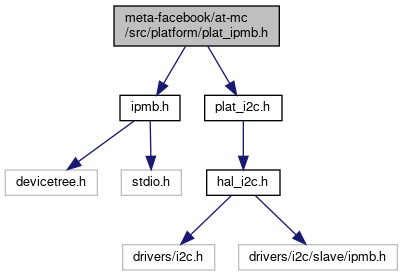 meta-facebook/at-mc
/src/platform/plat_ipmb.h
ipmb.h
plat_i2c.h
devicetree.h
stdio.h
hal_i2c.h
drivers/i2c.h
drivers/i2c/slave/ipmb.h